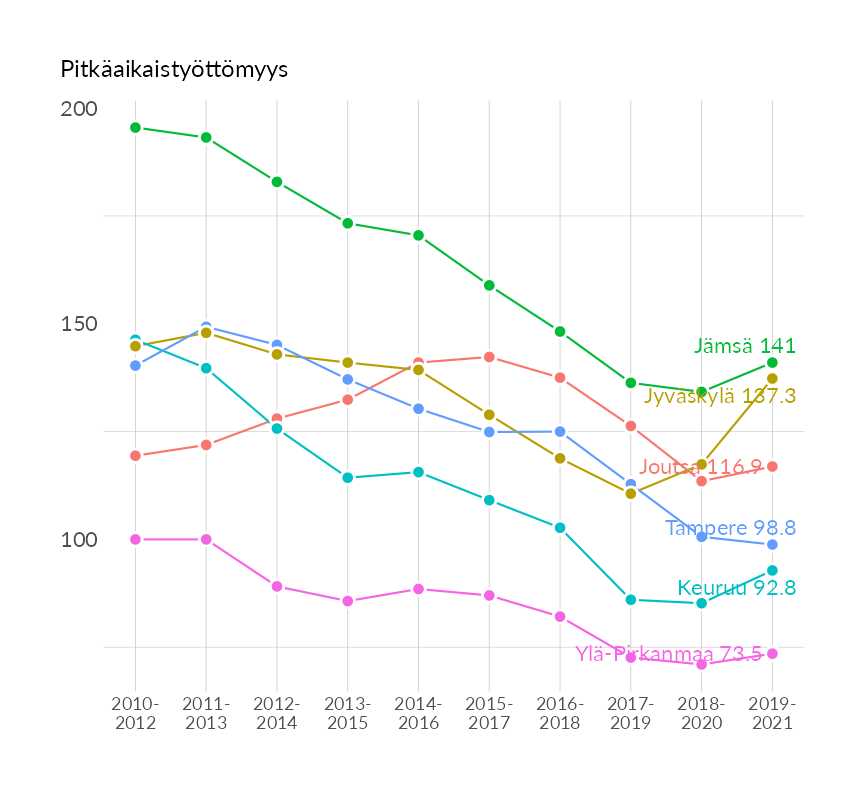 Pitkäaikaistyöttömyys
200
150
100
Jämsä 141
Jyväskylä 137.3
Joutsa 116.9
Tampere 98.8
Keuruu 92.8
Ylä-Pirkanmaa 73.5
2010- 2011- 2012- 2013- 2014- 2015- 2016- 2017- 2018- 2019-
2012 2013 2014 2015 2016 2017 2018 2019 2020 2021